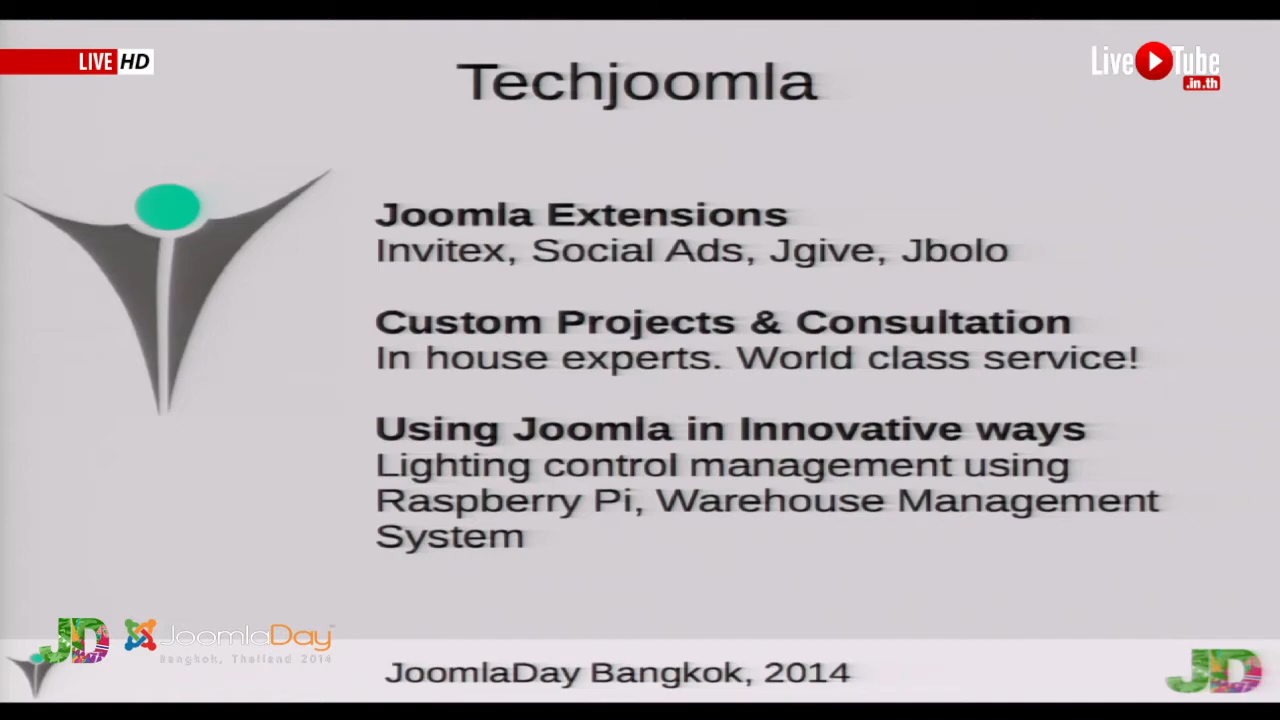 LIVE HD
Live Tube
.in.th
Techjoomla
Joomla Extensions
Invitex, Social Ads, Jgive, Jbolo
Custom Projects & Consultation
In house experts. World class service!
Using Joomla in Innovative ways
Lighting control management using
Raspberry Pi, Warehouse Management
System
JD JoomlaDay
Bangkok, Thailand 2014
JoomlaDay Bangkok, 2014
JD